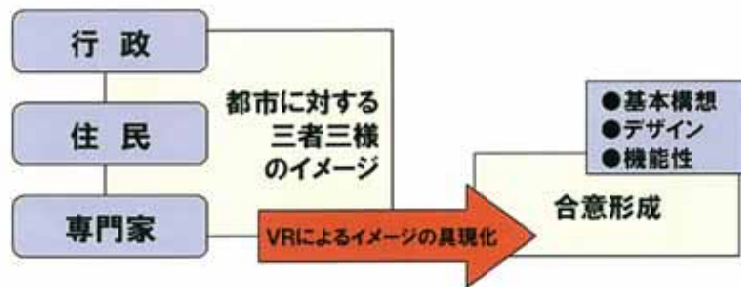 行政
住民
専門家
都市に対する
三者三様
のイメージ
VRによるイメージの具現化
●基本構想
●デザイン
●機能性
合意形成